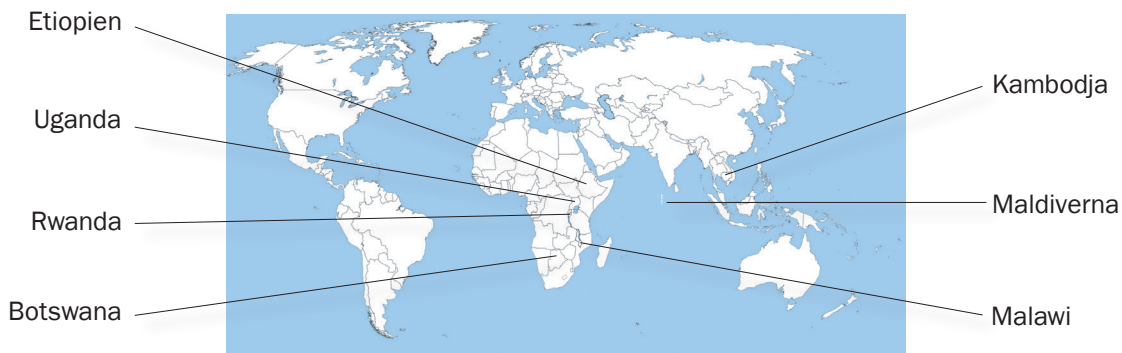 Etiopien
Uganda
Rwanda
Botswana
Kambodja
Maldiverna
Malawi